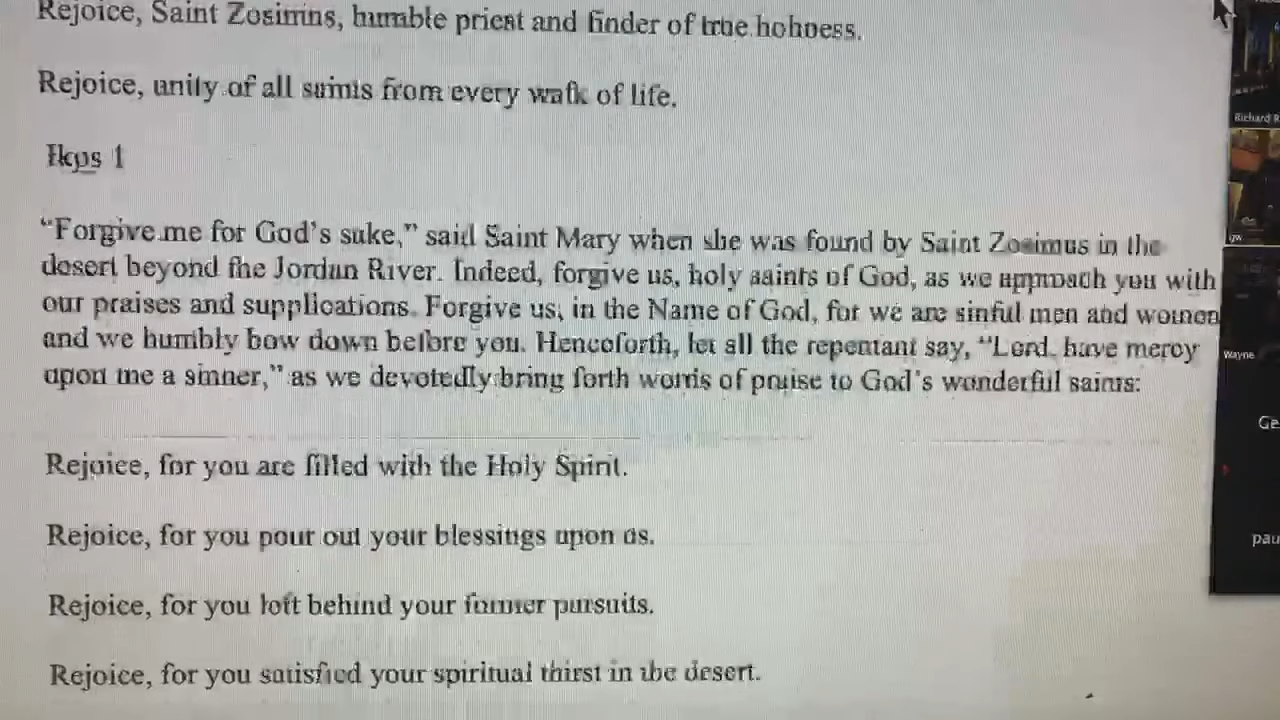 Rejoice, Saint Zosimus, humble priest and finder of true holiness.
Rejoice, unity of all saints from every walk of life.
Ikos 1
“Forgive me for God’s sake,” said Saint Mary when she was found by Saint Zosimus in the
desert beyond the Jordan River. Indeed, forgive us, holy saints of God, as we approach you with
our praises and supplications. Forgive us, in the Name of God, for we are sinful men and women
and we humbly bow down before you. Henceforth, let all the repentant say, “Lord, have mercy
upon me a sinner,” as we devotedly bring forth words of praise to God’s wonderful saints:
Rejoice, for you are filled with the Holy Spirit.
Rejoice, for you pour out your blessings upon us.
Rejoice, for you left behind your former pursuits.
Rejoice, for you satisfied your spiritual thirst in the desert.
Richard R
Wayne
Ge
pau